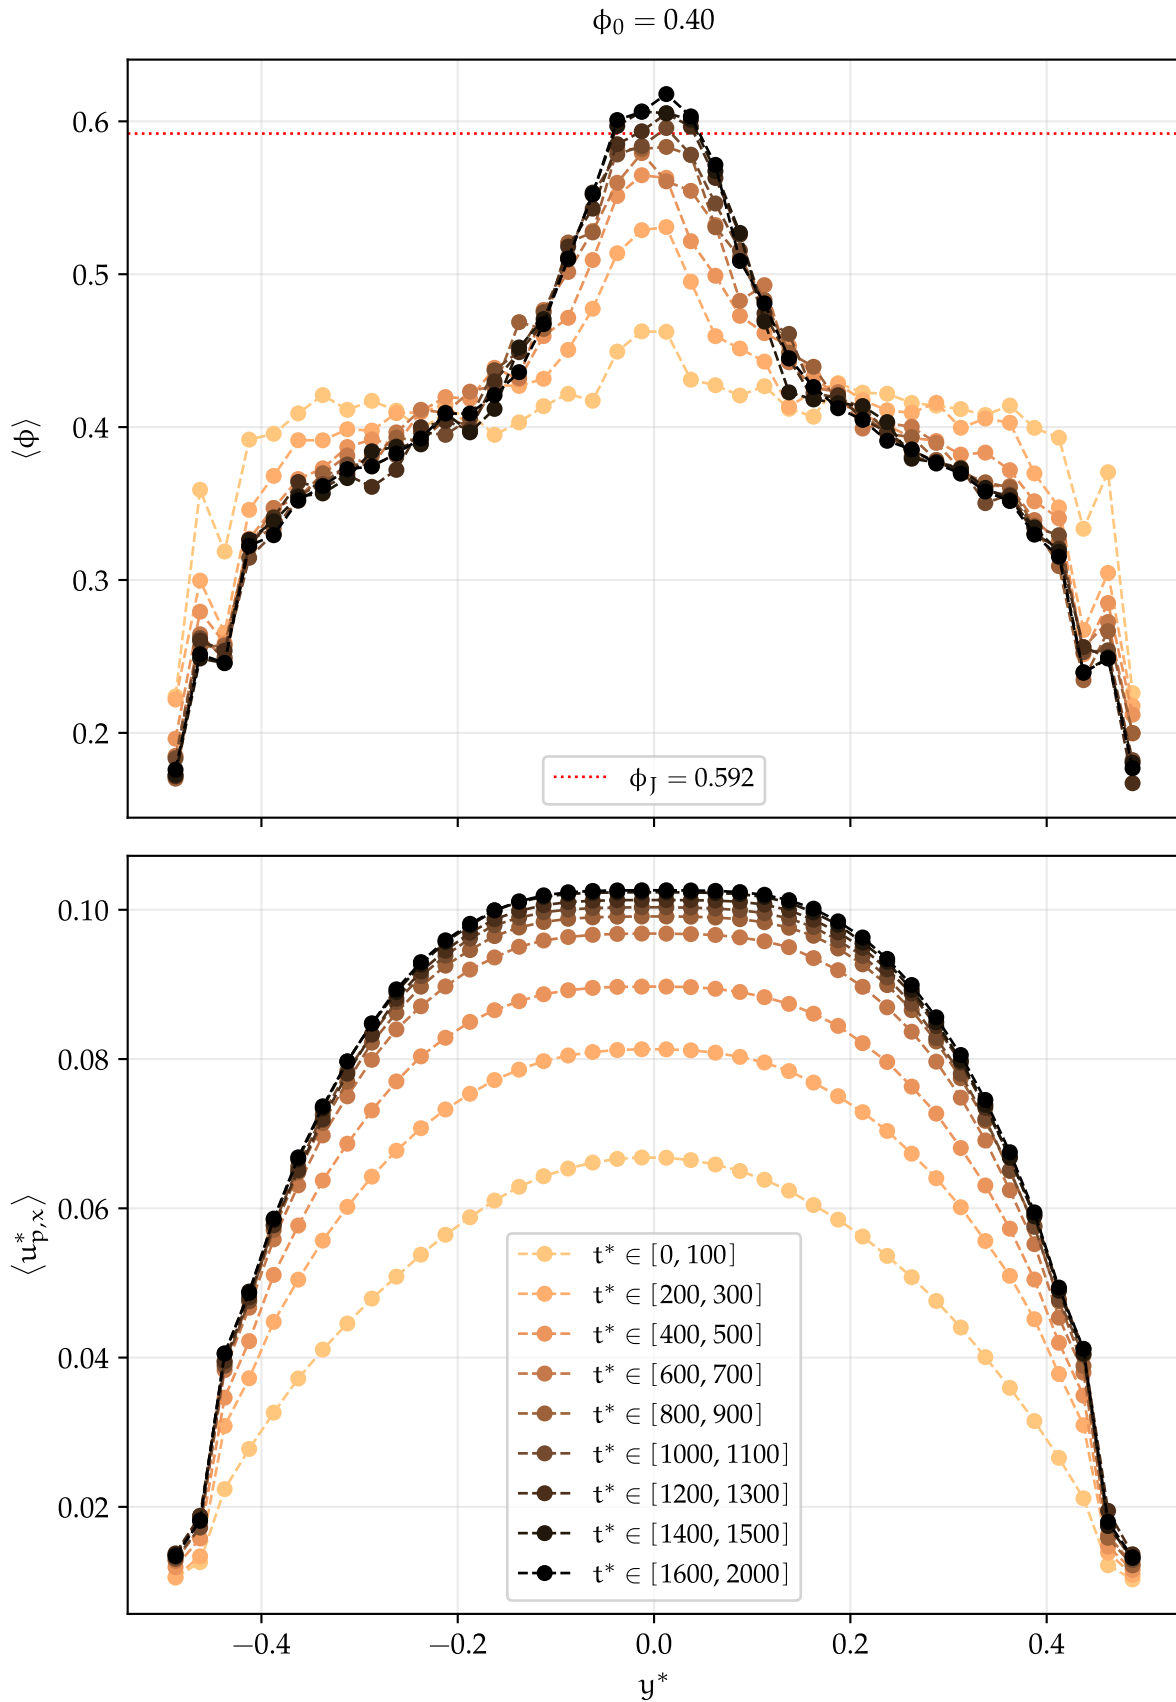 ϕ₀ = 0.40
0.6
0.5
0.4
0.3
0.2
⟨ϕ⟩
ϕ_J = 0.592
0.10
0.08
0.06
0.04
0.02
⟨u*_{p,x}⟩
t* ∈ [0, 100]
t* ∈ [200, 300]
t* ∈ [400, 500]
t* ∈ [600, 700]
t* ∈ [800, 900]
t* ∈ [1000, 1100]
t* ∈ [1200, 1300]
t* ∈ [1400, 1500]
t* ∈ [1600, 2000]
−0.4 −0.2 0.0 0.2 0.4
y*